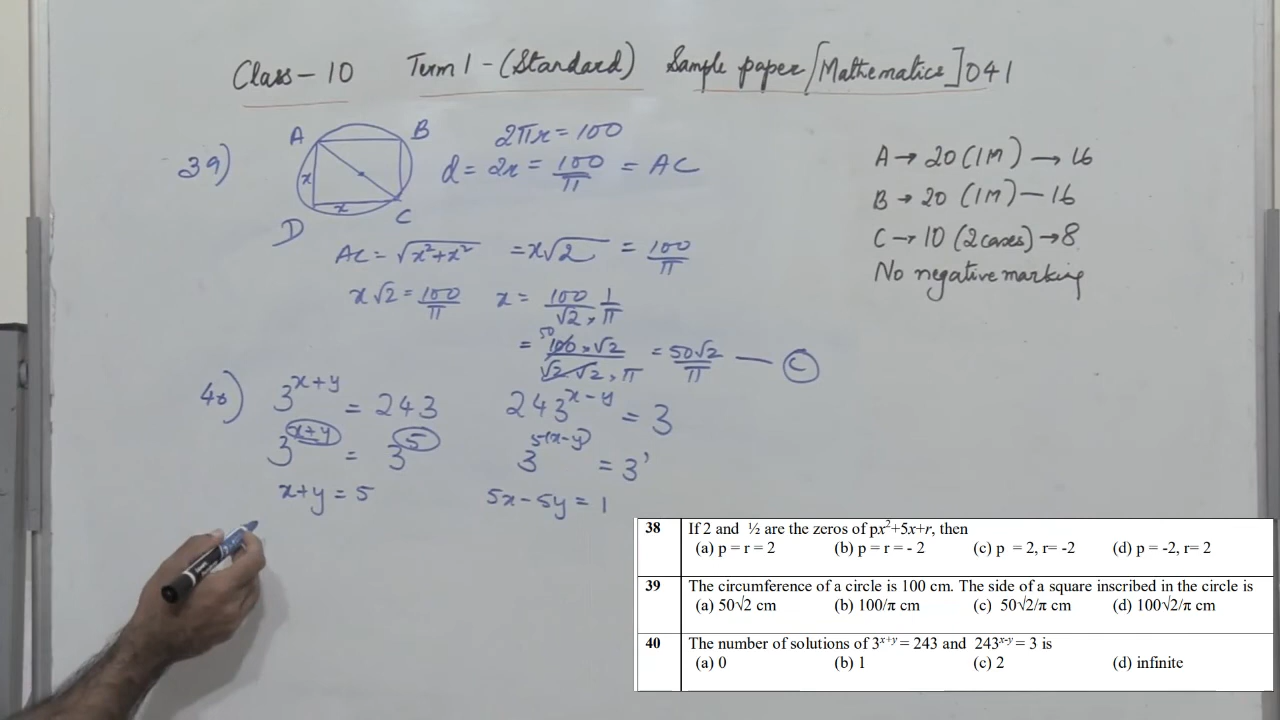 Class - 10 Term 1 - (Standard) Sample paper [Mathematics] 041
39)
A
B
x
x
D
C
2πr = 100
d = 2r = 100/π = AC
AC = √x²+x² = x√2 = 100/π
x√2 = 100/π x = 100/√2 × 1/π
= 50 100×√2/√2×√2×π = 50√2/π — C
A → 20 (1M) → 16
B → 20 (1M) — 16
C → 10 (2 cases) → 8
No negative marking
40) 3^x+y = 243 243^x-y = 3
3^x+y = 3^5 3^5(x-y) = 3^1
x+y = 5 5x - 5y = 1
38 If 2 and ½ are the zeros of px²+5x+r, then
(a) p = r = 2 (b) p = r = - 2 (c) p = 2, r= -2 (d) p = -2, r= 2
39 The circumference of a circle is 100 cm. The side of a square inscribed in the circle is
(a) 50√2 cm (b) 100/π cm (c) 50√2/π cm (d) 100√2/π cm
40 The number of solutions of 3^x+y = 243 and 243^x-y = 3 is
(a) 0 (b) 1 (c) 2 (d) infinite